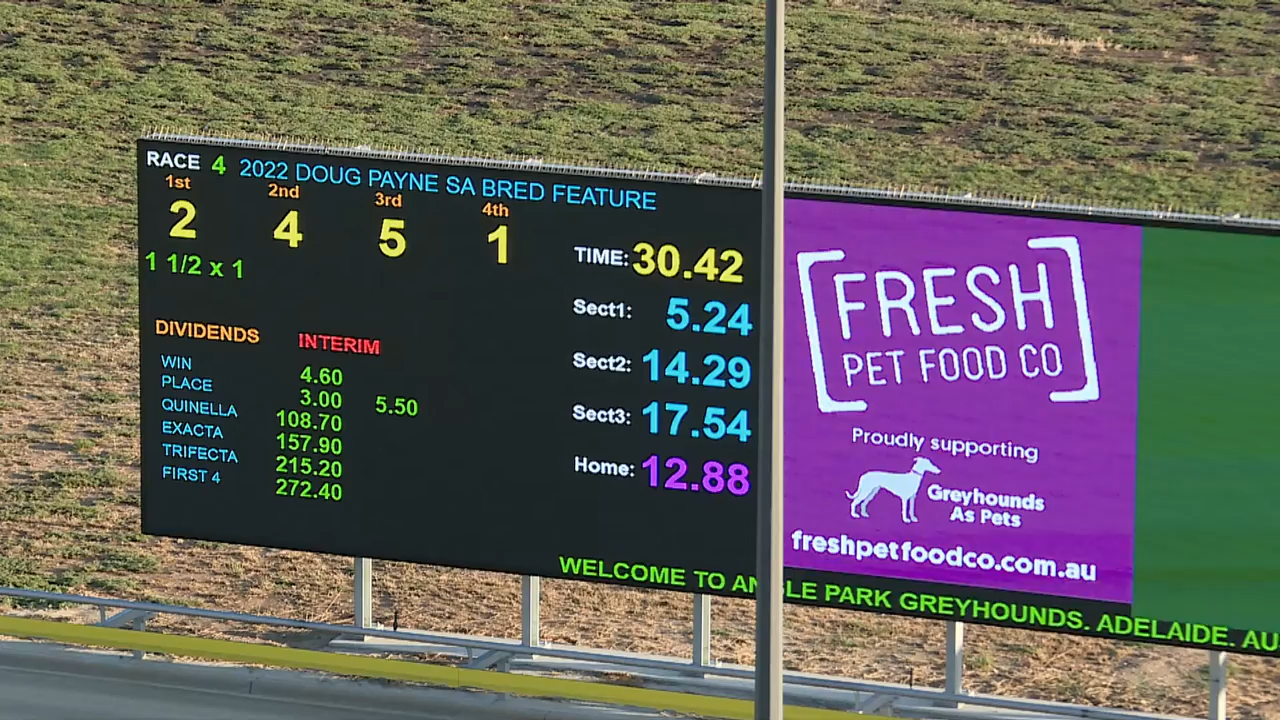 RACE 4 2022 DOUG PAYNE SA BRED FEATURE
1st 2nd 3rd 4th
2 4 5 1
1 1/2 x 1
TIME: 30.42
Sect1: 5.24
Sect2: 14.29
Sect3: 17.54
Home: 12.88
DIVIDENDS INTERIM
WIN 4.60
PLACE 3.00 5.50
QUINELLA 108.70
EXACTA 157.90
TRIFECTA 215.20
FIRST 4 272.40
FRESH
PET FOOD CO
Proudly supporting
Greyhounds
As Pets
freshpetfoodco.com.au
WELCOME TO ANGLE PARK GREYHOUNDS. ADELAIDE. AU